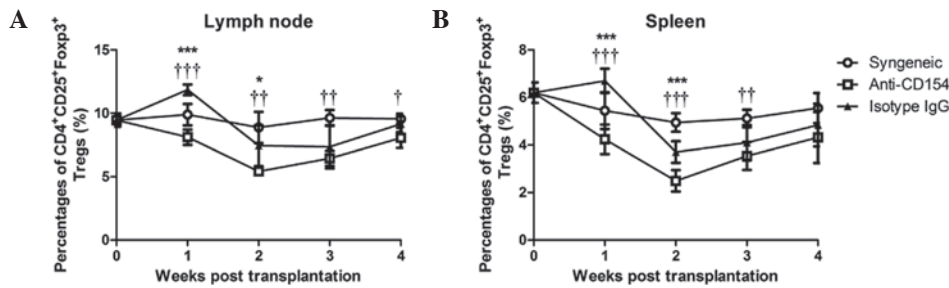 A
Lymph node
Percentages of CD4⁺CD25⁺Foxp3⁺
Tregs (%)
15
10
5
0
***
†††
*
††
††
†
0 1 2 3 4
Weeks post transplantation
B
Spleen
Percentages of CD4⁺CD25⁺Foxp3⁺
Tregs (%)
8
6
4
2
0
***
†††
***
†††
††
0 1 2 3 4
Weeks post transplantation
Syngeneic
Anti-CD154
Isotype IgG